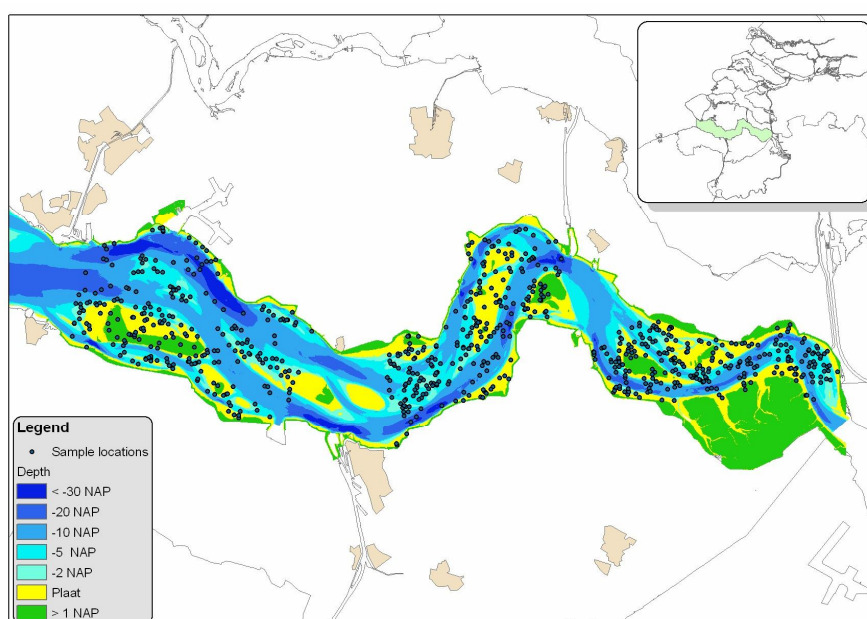 Legend
Sample locations
Depth
< -30 NAP
-20 NAP
-10 NAP
-5 NAP
-2 NAP
Plaat
> 1 NAP